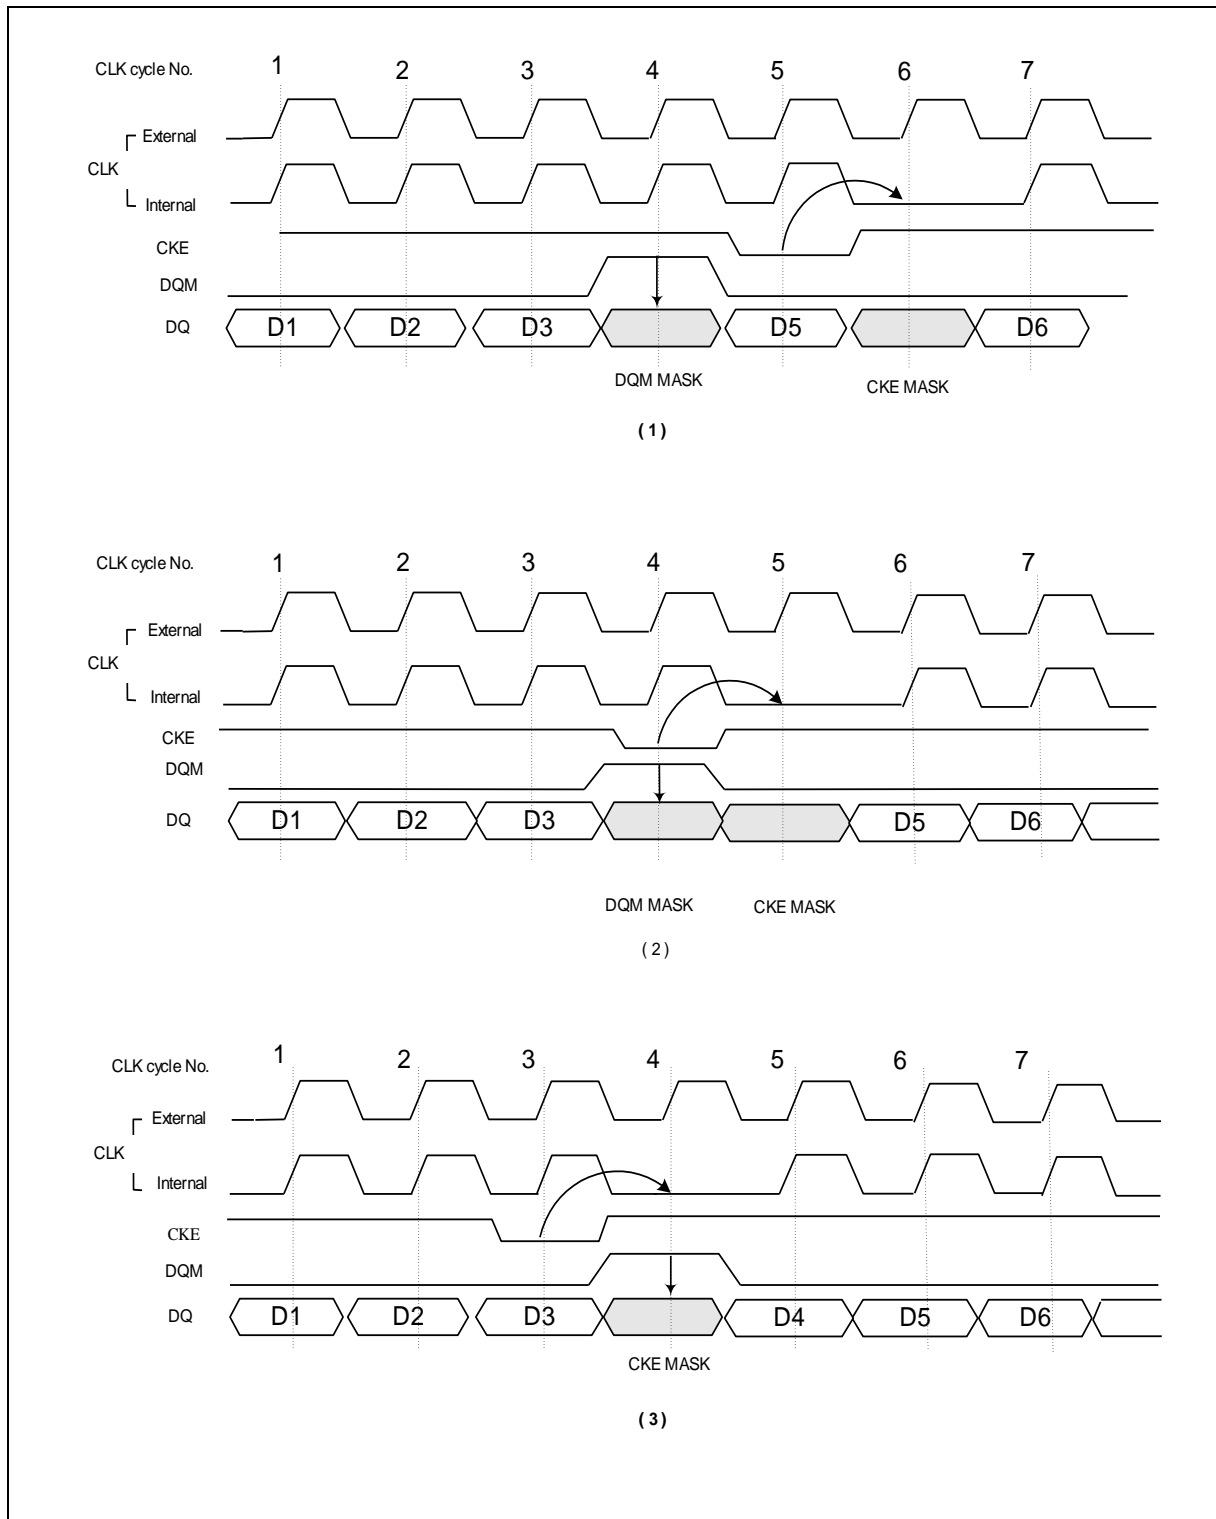 CLK cycle No. 1 2 3 4 5 6 7
External
CLK
Internal
CKE
DQM
DQ D1 D2 D3 D5 D6
DQM MASK CKE MASK
( 1 )
CLK cycle No. 1 2 3 4 5 6 7
External
CLK
Internal
CKE
DQM
DQ D1 D2 D3 D5 D6
DQM MASK CKE MASK
( 2 )
CLK cycle No. 1 2 3 4 5 6 7
External
CLK
Internal
CKE
DQM
DQ D1 D2 D3 D4 D5 D6
CKE MASK
( 3 )